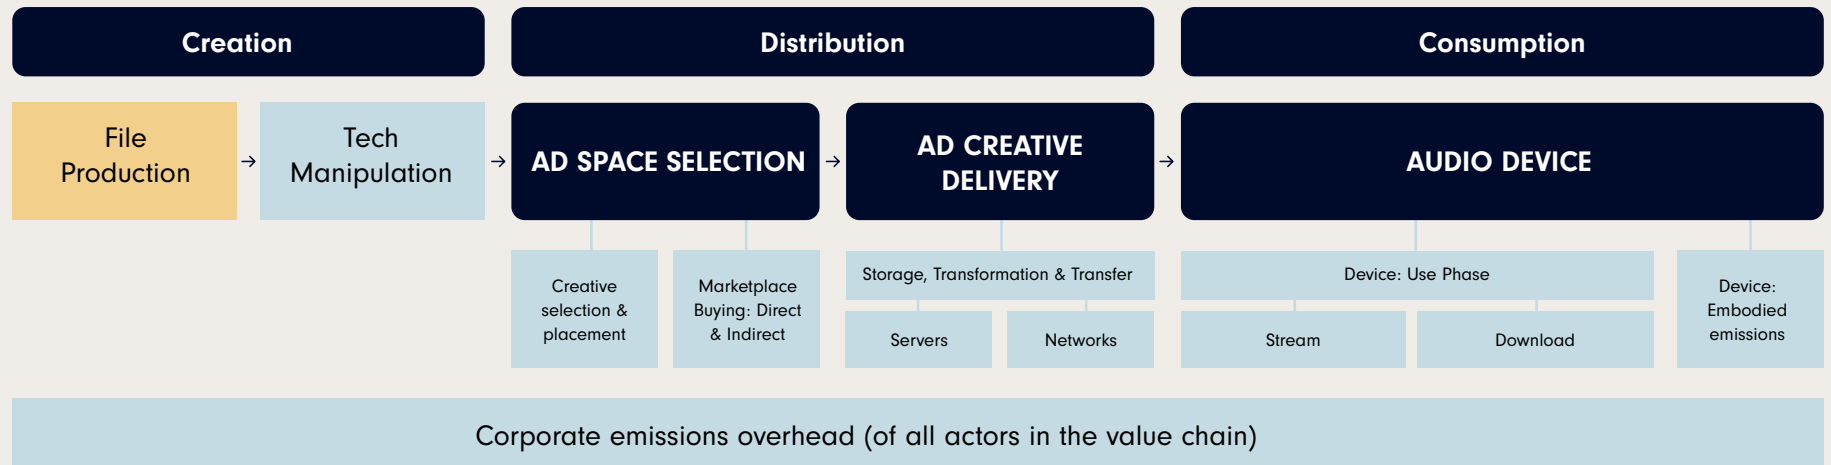 Creation
Distribution
Consumption
File
Production
Tech
Manipulation
AD SPACE SELECTION
AD CREATIVE
DELIVERY
AUDIO DEVICE
Creative
selection &
placement
Marketplace
Buying: Direct
& Indirect
Storage, Transformation & Transfer
Servers
Networks
Device: Use Phase
Stream
Download
Device:
Embodied
emissions
Corporate emissions overhead (of all actors in the value chain)